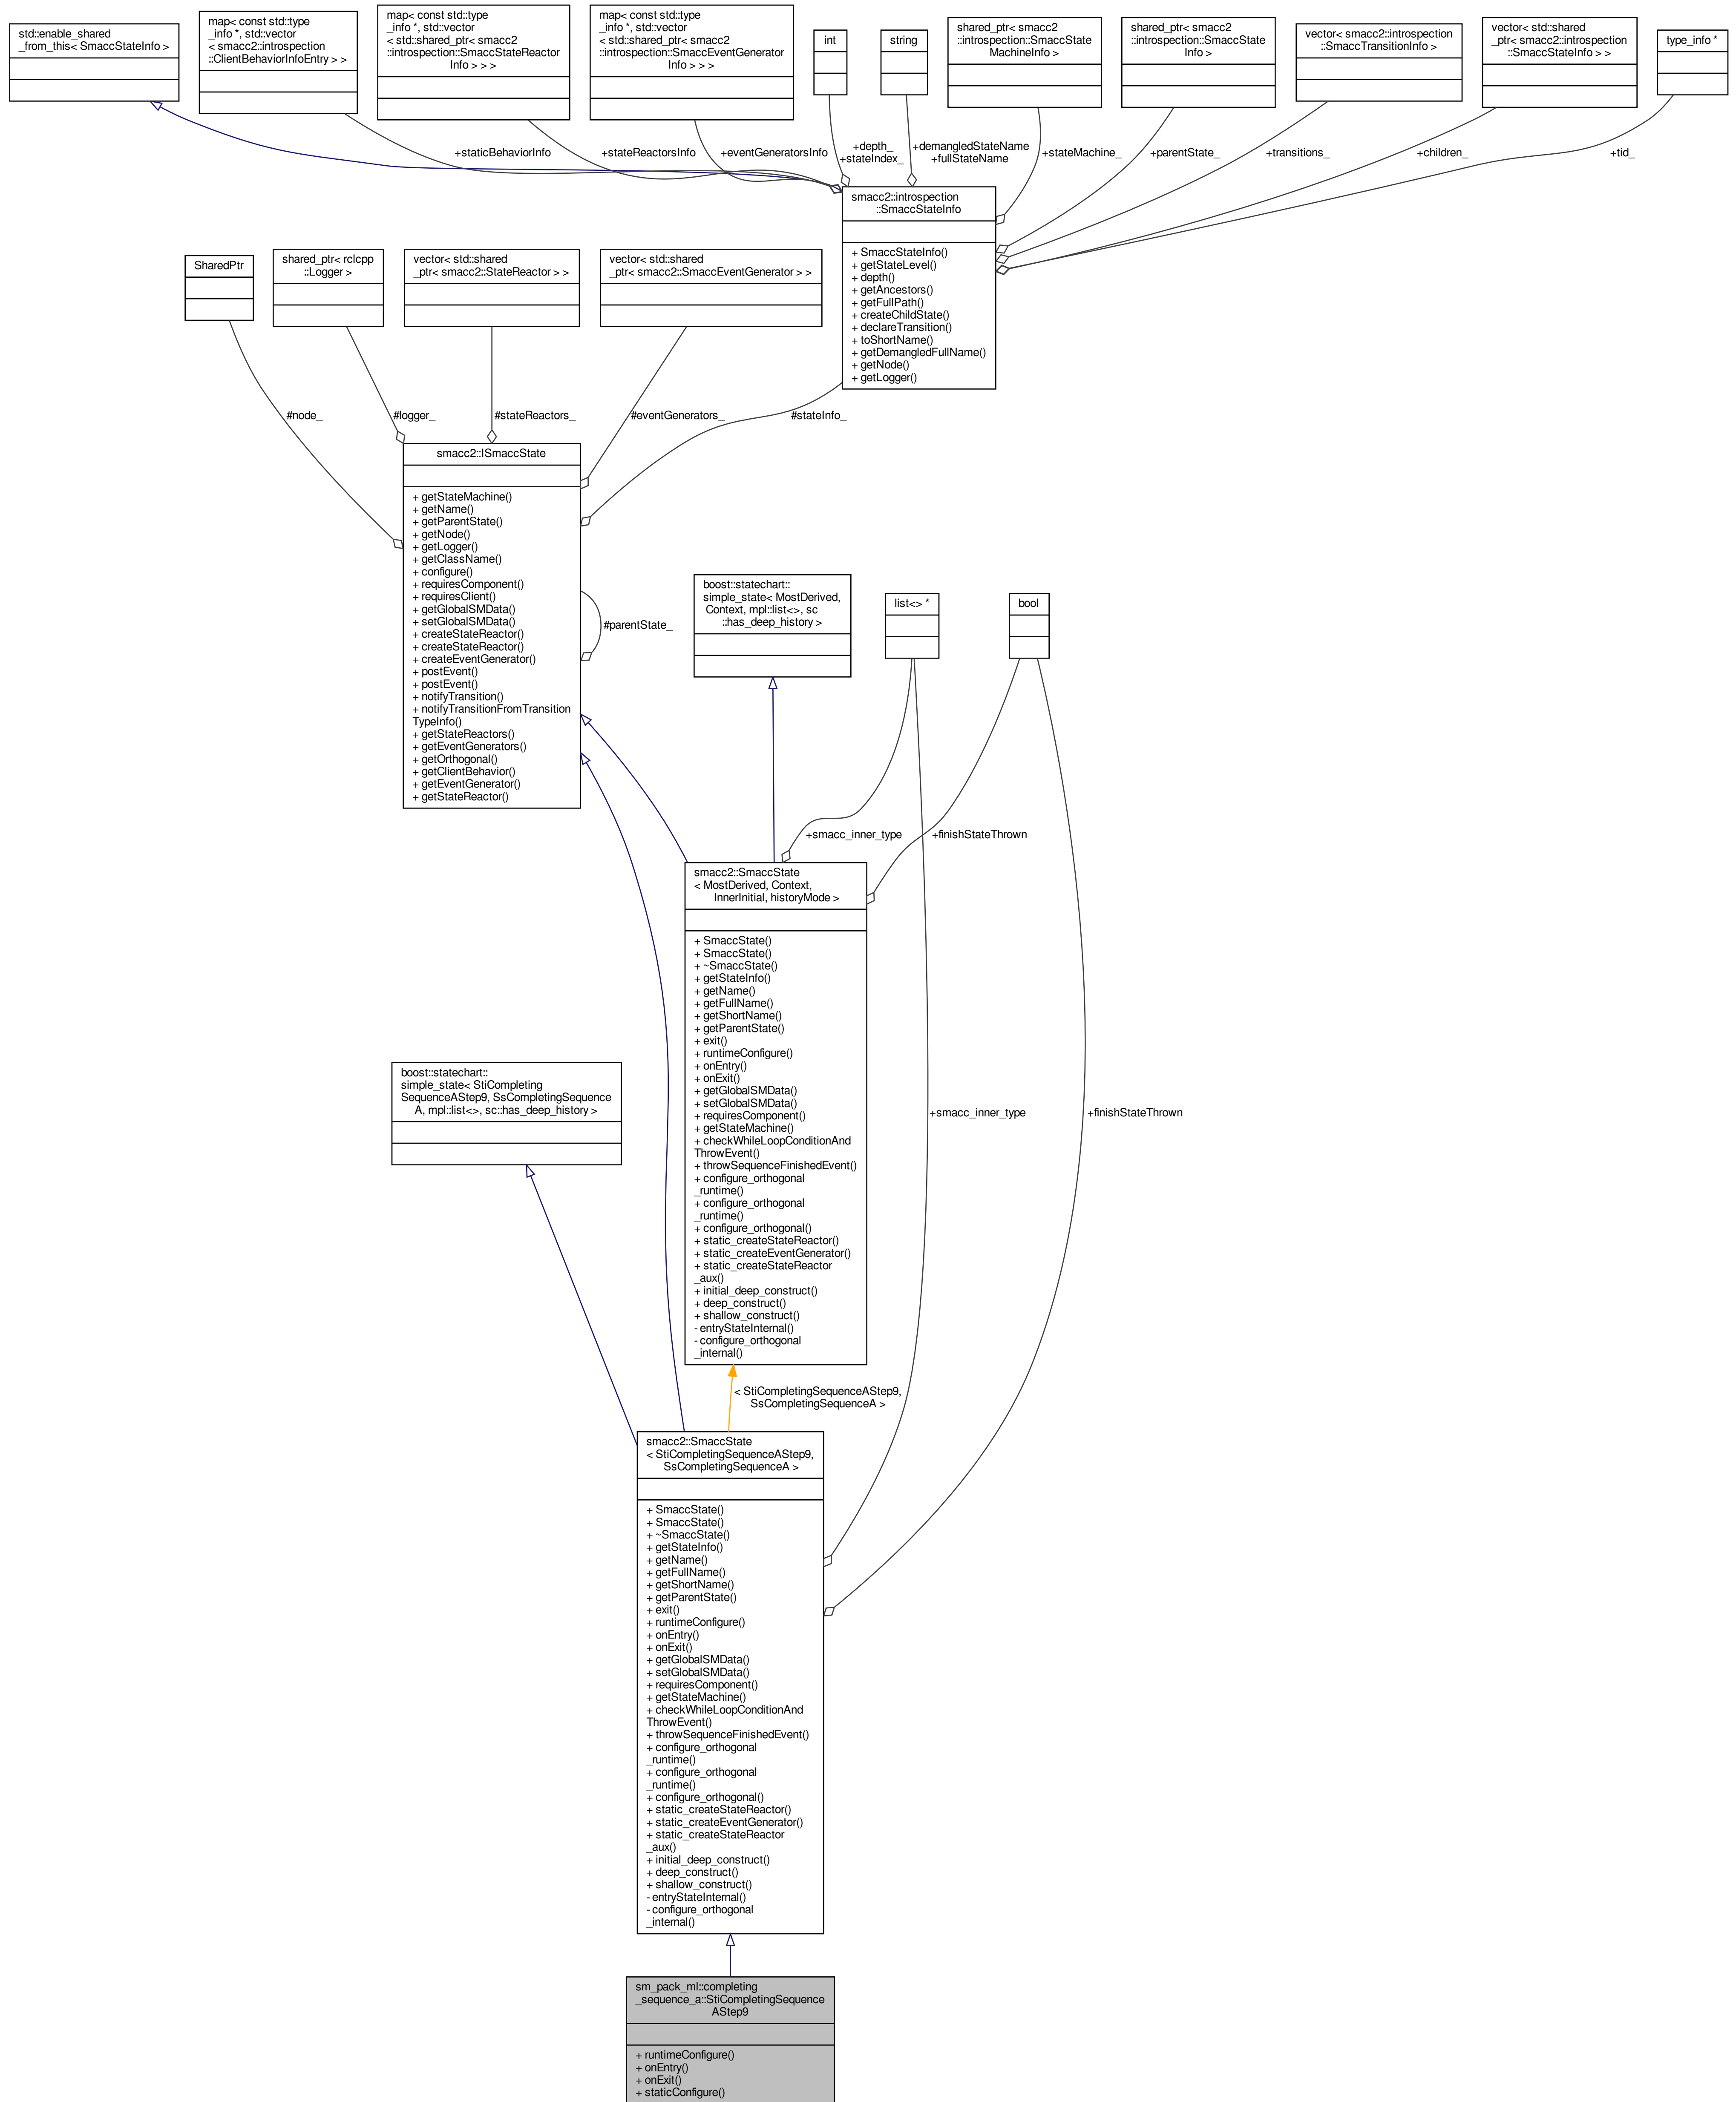 std::enable_shared
_from_this< SmaccStateInfo >
map< const std::type
_info *, std::vector
< smacc2::introspection
::ClientBehaviorInfoEntry > >
map< const std::type
_info *, std::vector
< std::shared_ptr< smacc2
::introspection::SmaccStateReactor
Info > > >
map< const std::type
_info *, std::vector
< std::shared_ptr< smacc2
::introspection::SmaccEventGenerator
Info > > >
int
string
shared_ptr< smacc2
::introspection::SmaccState
MachineInfo >
shared_ptr< smacc2
::introspection::SmaccState
Info >
vector< smacc2::introspection
::SmaccTransitionInfo >
vector< std::shared
_ptr< smacc2::introspection
::SmaccStateInfo > >
type_info *
+staticBehaviorInfo
+stateReactorsInfo
+eventGeneratorsInfo
+depth_
+stateIndex_
+demangledStateName
+fullStateName
+stateMachine_
+parentState_
+transitions_
+children_
+tid_
smacc2::introspection
::SmaccStateInfo
+ SmaccStateInfo()
+ getStateLevel()
+ depth()
+ getAncestors()
+ getFullPath()
+ createChildState()
+ declareTransition()
+ toShortName()
+ getDemangledFullName()
+ getNode()
+ getLogger()
SharedPtr
shared_ptr< rclcpp
::Logger >
vector< std::shared
_ptr< smacc2::StateReactor > >
vector< std::shared
_ptr< smacc2::SmaccEventGenerator > >
#node_
#logger_
#stateReactors_
#eventGenerators_
#stateInfo_
smacc2::ISmaccState
+ getStateMachine()
+ getName()
+ getParentState()
+ getNode()
+ getLogger()
+ getClassName()
+ configure()
+ requiresComponent()
+ requiresClient()
+ getGlobalSMData()
+ setGlobalSMData()
+ createStateReactor()
+ createStateReactor()
+ createEventGenerator()
+ postEvent()
+ postEvent()
+ notifyTransition()
+ notifyTransitionFromTransition
TypeInfo()
+ getStateReactors()
+ getEventGenerators()
+ getOrthogonal()
+ getClientBehavior()
+ getEventGenerator()
+ getStateReactor()
#parentState_
boost::statechart::
simple_state< MostDerived,
Context, mpl::list<>, sc
::has_deep_history >
list<> *
bool
+smacc_inner_type
+finishStateThrown
smacc2::SmaccState
< MostDerived, Context,
InnerInitial, historyMode >
+ SmaccState()
+ SmaccState()
+ ~SmaccState()
+ getStateInfo()
+ getName()
+ getFullName()
+ getShortName()
+ getParentState()
+ exit()
+ runtimeConfigure()
+ onEntry()
+ onExit()
+ getGlobalSMData()
+ setGlobalSMData()
+ requiresComponent()
+ getStateMachine()
+ checkWhileLoopConditionAnd
ThrowEvent()
+ throwSequenceFinishedEvent()
+ configure_orthogonal
_runtime()
+ configure_orthogonal
_runtime()
+ configure_orthogonal()
+ static_createStateReactor()
+ static_createEventGenerator()
+ static_createStateReactor
_aux()
+ initial_deep_construct()
+ deep_construct()
+ shallow_construct()
- entryStateInternal()
- configure_orthogonal
_internal()
boost::statechart::
simple_state< StiCompleting
SequenceAStep9, SsCompletingSequence
A, mpl::list<>, sc::has_deep_history >
+smacc_inner_type
+finishStateThrown
< StiCompletingSequenceAStep9,
SsCompletingSequenceA >
smacc2::SmaccState
< StiCompletingSequenceAStep9,
SsCompletingSequenceA >
+ SmaccState()
+ SmaccState()
+ ~SmaccState()
+ getStateInfo()
+ getName()
+ getFullName()
+ getShortName()
+ getParentState()
+ exit()
+ runtimeConfigure()
+ onEntry()
+ onExit()
+ getGlobalSMData()
+ setGlobalSMData()
+ requiresComponent()
+ getStateMachine()
+ checkWhileLoopConditionAnd
ThrowEvent()
+ throwSequenceFinishedEvent()
+ configure_orthogonal
_runtime()
+ configure_orthogonal
_runtime()
+ configure_orthogonal()
+ static_createStateReactor()
+ static_createEventGenerator()
+ static_createStateReactor
_aux()
+ initial_deep_construct()
+ deep_construct()
+ shallow_construct()
- entryStateInternal()
- configure_orthogonal
_internal()
sm_pack_ml::completing
_sequence_a::StiCompletingSequence
AStep9
+ runtimeConfigure()
+ onEntry()
+ onExit()
+ staticConfigure()